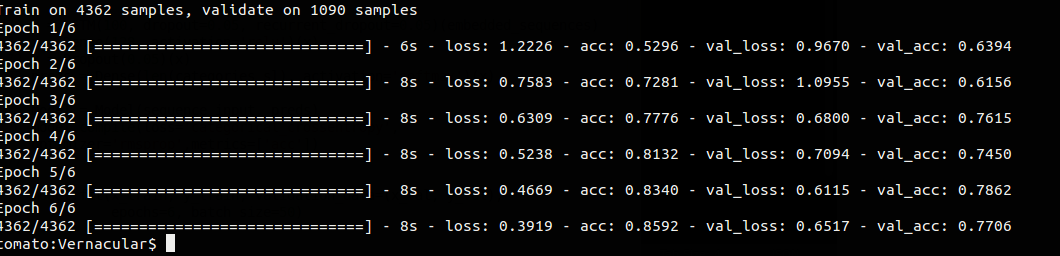 Train on 4362 samples, validate on 1090 samples
Epoch 1/6
4362/4362 [==============================] - 6s - loss: 1.2226 - acc: 0.5296 - val_loss: 0.9670 - val_acc: 0.6394
Epoch 2/6
4362/4362 [==============================] - 8s - loss: 0.7583 - acc: 0.7281 - val_loss: 1.0955 - val_acc: 0.6156
Epoch 3/6
4362/4362 [==============================] - 8s - loss: 0.6309 - acc: 0.7776 - val_loss: 0.6800 - val_acc: 0.7615
Epoch 4/6
4362/4362 [==============================] - 8s - loss: 0.5238 - acc: 0.8132 - val_loss: 0.7094 - val_acc: 0.7450
Epoch 5/6
4362/4362 [==============================] - 8s - loss: 0.4669 - acc: 0.8340 - val_loss: 0.6115 - val_acc: 0.7862
Epoch 6/6
4362/4362 [==============================] - 8s - loss: 0.3919 - acc: 0.8592 - val_loss: 0.6517 - val_acc: 0.7706
tomato:Vernacular$